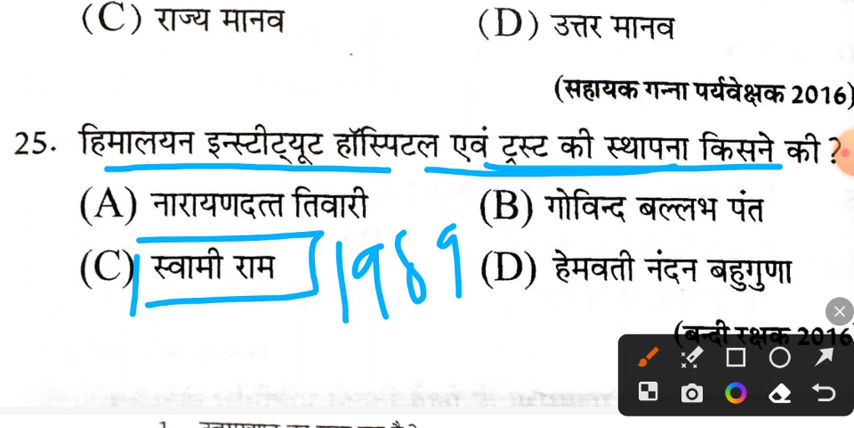 (C) राज्य मानव (D) उत्तर मानव
(सहायक गन्ना पर्यवेक्षक 2016)
25. हिमालयन इन्स्टीट्यूट हॉस्पिटल एवं ट्रस्ट की स्थापना किसने की ?
(A) नारायणदत्त तिवारी (B) गोविन्द बल्लभ पंत
(C) स्वामी राम 1989 (D) हेमवती नंदन बहुगुणा
(बन्दी रक्षक 2016